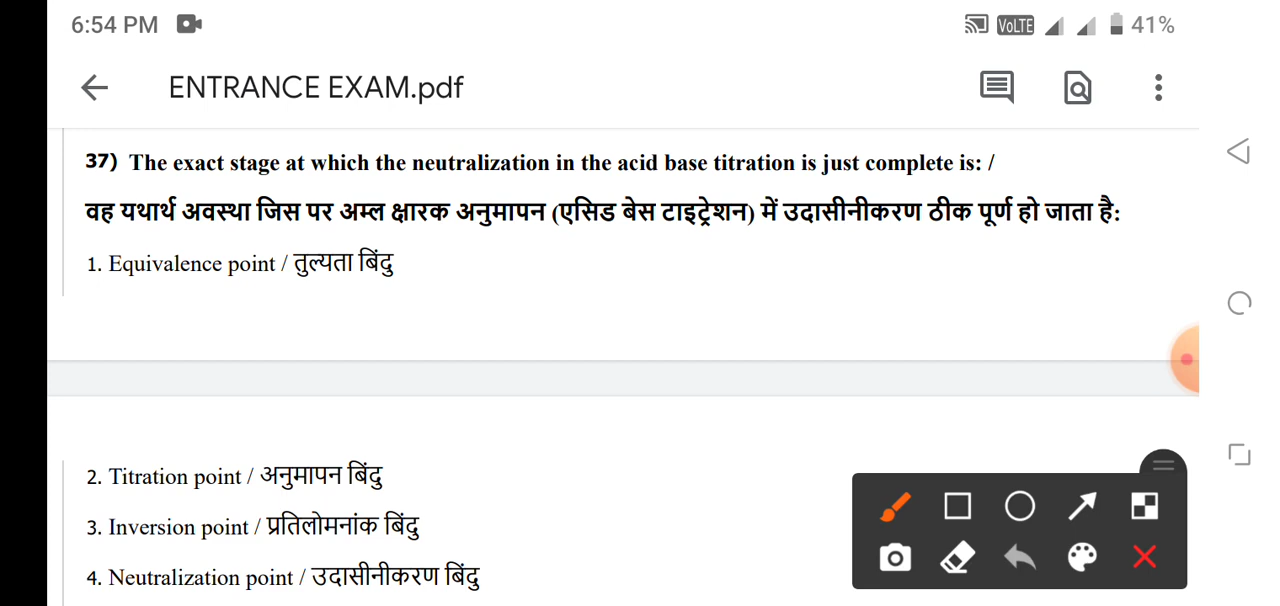 6:54 PM VoLTE 41%
ENTRANCE EXAM.pdf
37) The exact stage at which the neutralization in the acid base titration is just complete is: /
वह यथार्थ अवस्था जिस पर अम्ल क्षारक अनुमापन (एसिड बेस टाइट्रेशन) में उदासीनीकरण ठीक पूर्ण हो जाता है:
1. Equivalence point / तुल्यता बिंदु
2. Titration point / अनुमापन बिंदु
3. Inversion point / प्रतिलोमनांक बिंदु
4. Neutralization point / उदासीनीकरण बिंदु